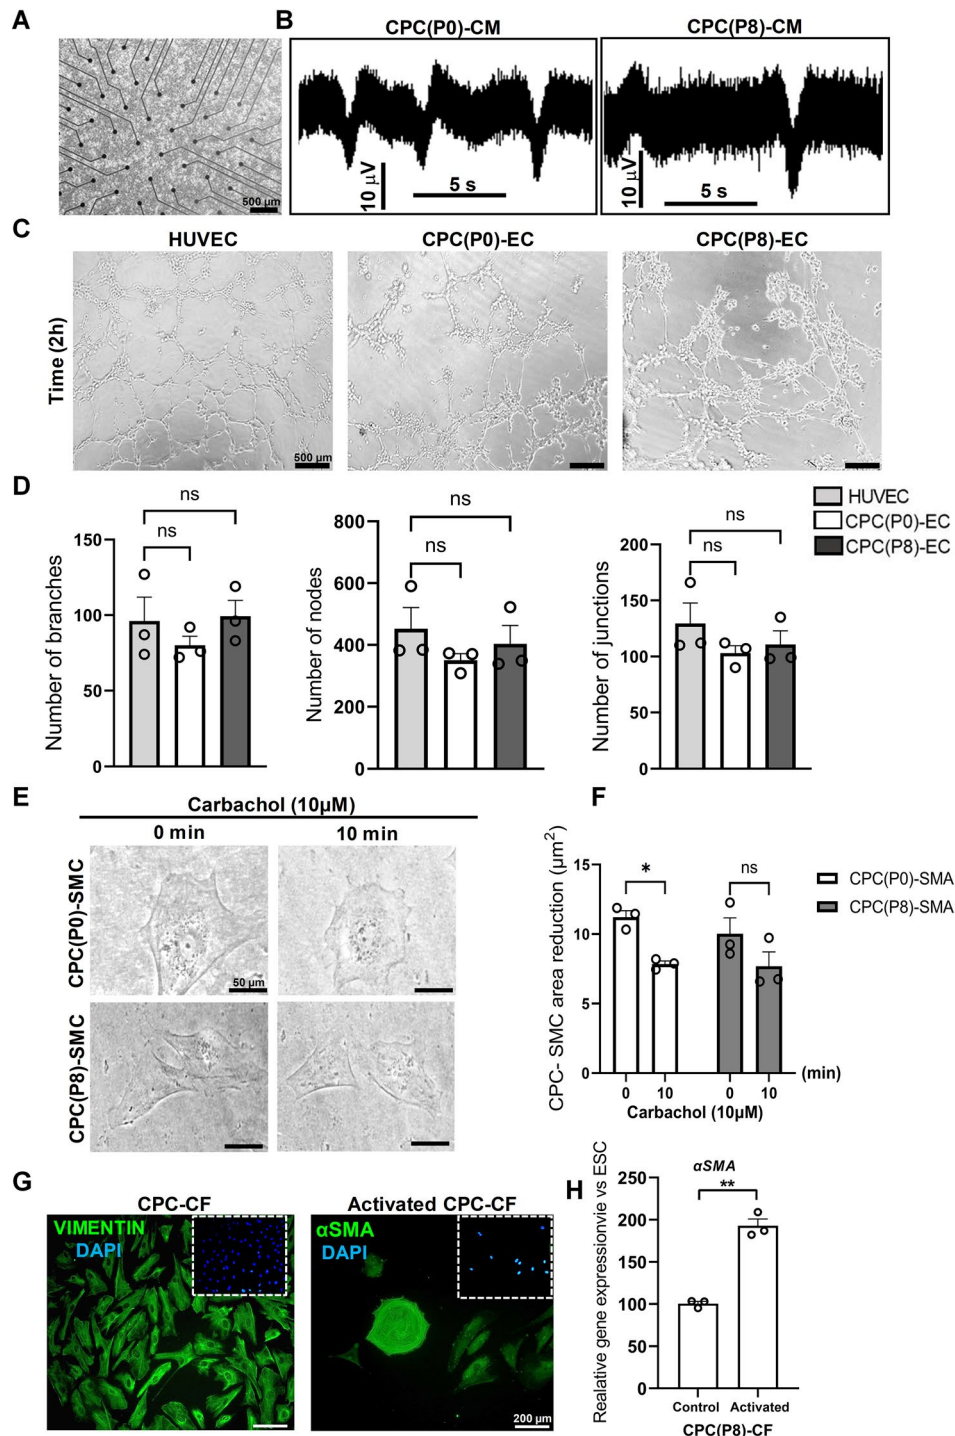 A
500 µm
B
CPC(P0)-CM
CPC(P8)-CM
10 µV
5 s
10 µV
5 s
C
HUVEC
CPC(P0)-EC
CPC(P8)-EC
Time (2h)
500 µm
D
Number of branches
150
100
50
0
ns
ns
Number of nodes
800
600
400
200
0
ns
ns
Number of junctions
200
150
100
50
0
ns
ns
HUVEC
CPC(P0)-EC
CPC(P8)-EC
E
Carbachol (10µM)
0 min
10 min
CPC(P0)-SMC
50 µm
CPC(P8)-SMC
F
CPC- SMC area reduction (µm²)
15
10
5
0
*
ns
0
10
0
10
(min)
Carbachol (10µM)
CPC(P0)-SMA
CPC(P8)-SMA
G
CPC-CF
Activated CPC-CF
VIMENTIN
DAPI
αSMA
DAPI
200 µm
H
αSMA
**
Realative gene expressionvie vs ESC
250
200
150
100
50
0
Control
Activated
CPC(P8)-CF